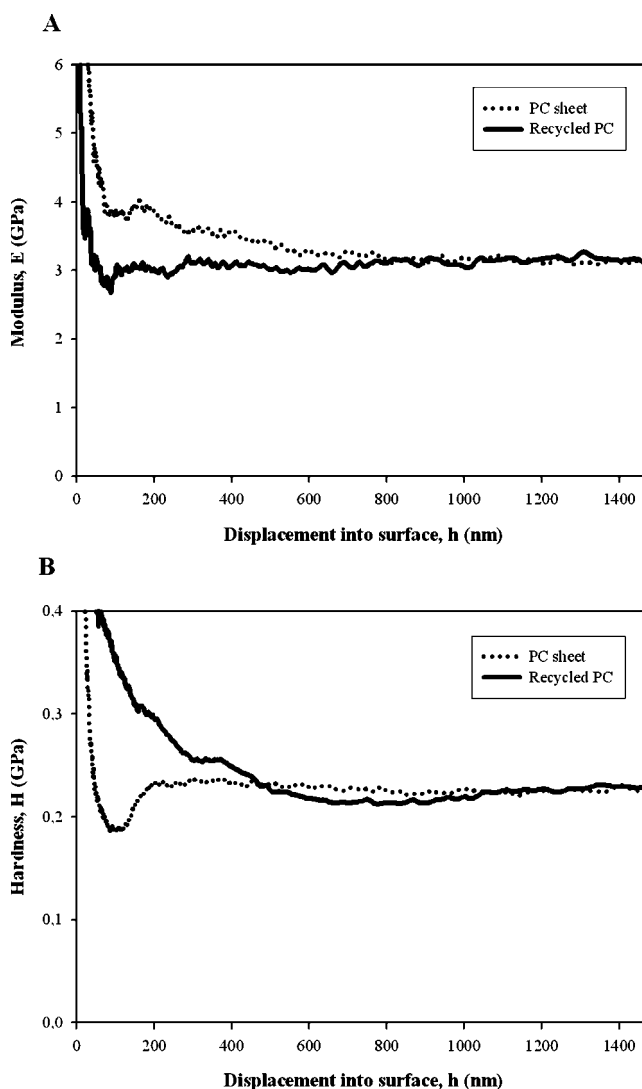 A
6
5
4
3
2
1
0
Modulus, E (GPa)
PC sheet
Recycled PC
0 200 400 600 800 1000 1200 1400
Displacement into surface, h (nm)
B
0.4
0.3
0.2
0.1
0.0
Hardness, H (GPa)
PC sheet
Recycled PC
0 200 400 600 800 1000 1200 1400
Displacement into surface, h (nm)